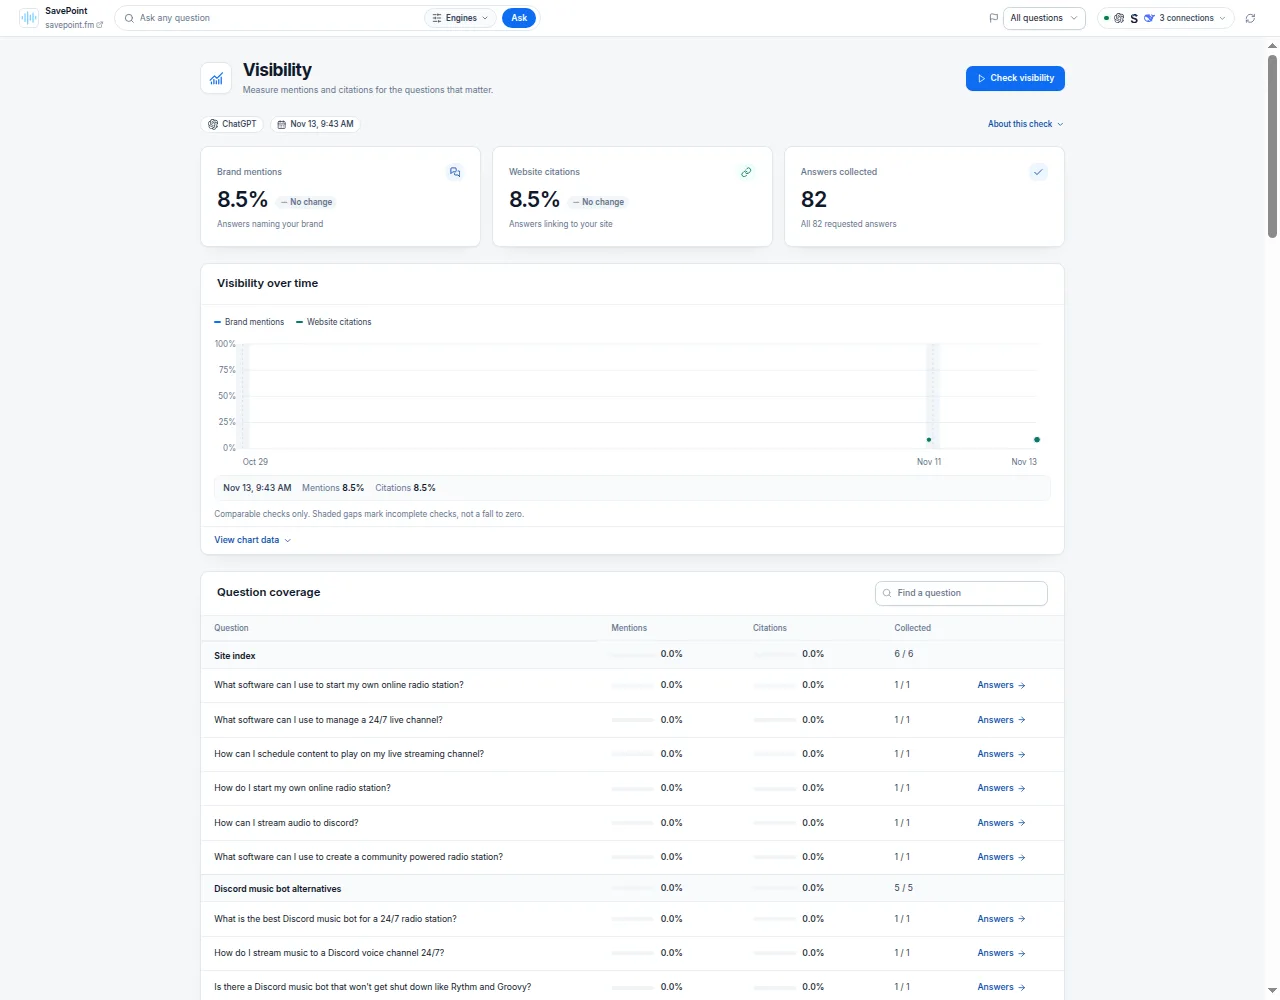 SavePoint
savepoint.fm
Ask any question
Engines
Ask
All questions
3 connections
Visibility
Measure mentions and citations for the questions that matter.
Check visibility
ChatGPT
Nov 13, 9:43 AM
About this check
Brand mentions
8.5% – No change
Answers naming your brand
Website citations
8.5% – No change
Answers linking to your site
Answers collected
82
All 82 requested answers
Visibility over time
Brand mentions
Website citations
100%
75%
50%
25%
0%
Oct 29
Nov 11
Nov 13
Nov 13, 9:43 AM Mentions 8.5% Citations 8.5%
Comparable checks only. Shaded gaps mark incomplete checks, not a fall to zero.
View chart data
Question coverage
Find a question
Question Mentions Citations Collected
Site index 0.0% 0.0% 6 / 6
What software can I use to start my own online radio station? 0.0% 0.0% 1 / 1 Answers →
What software can I use to manage a 24/7 live channel? 0.0% 0.0% 1 / 1 Answers →
How can I schedule content to play on my live streaming channel? 0.0% 0.0% 1 / 1 Answers →
How do I start my own online radio station? 0.0% 0.0% 1 / 1 Answers →
How can I stream audio to discord? 0.0% 0.0% 1 / 1 Answers →
What software can I use to create a community powered radio station? 0.0% 0.0% 1 / 1 Answers →
Discord music bot alternatives 0.0% 0.0% 5 / 5
What is the best Discord music bot for a 24/7 radio station? 0.0% 0.0% 1 / 1 Answers →
How do I stream music to a Discord voice channel 24/7? 0.0% 0.0% 1 / 1 Answers →
Is there a Discord music bot that won't get shut down like Rythm and Groovy? 0.0% 0.0% 1 / 1 Answers →